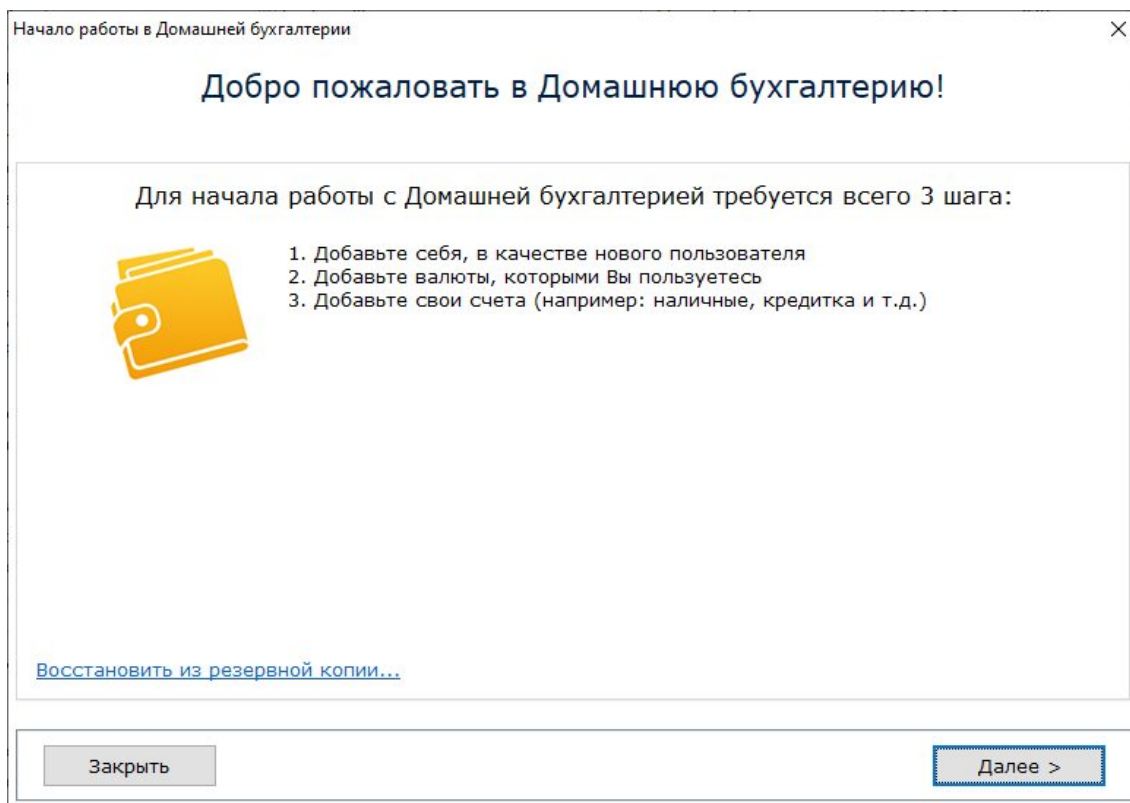 Начало работы в Домашней бухгалтерии
Добро пожаловать в Домашнюю бухгалтерию!
Для начала работы с Домашней бухгалтерией требуется всего 3 шага:
1. Добавьте себя, в качестве нового пользователя
2. Добавьте валюты, которыми Вы пользуетесь
3. Добавьте свои счета (например: наличные, кредитка и т.д.)
Восстановить из резервной копии...
Закрыть
Далее >